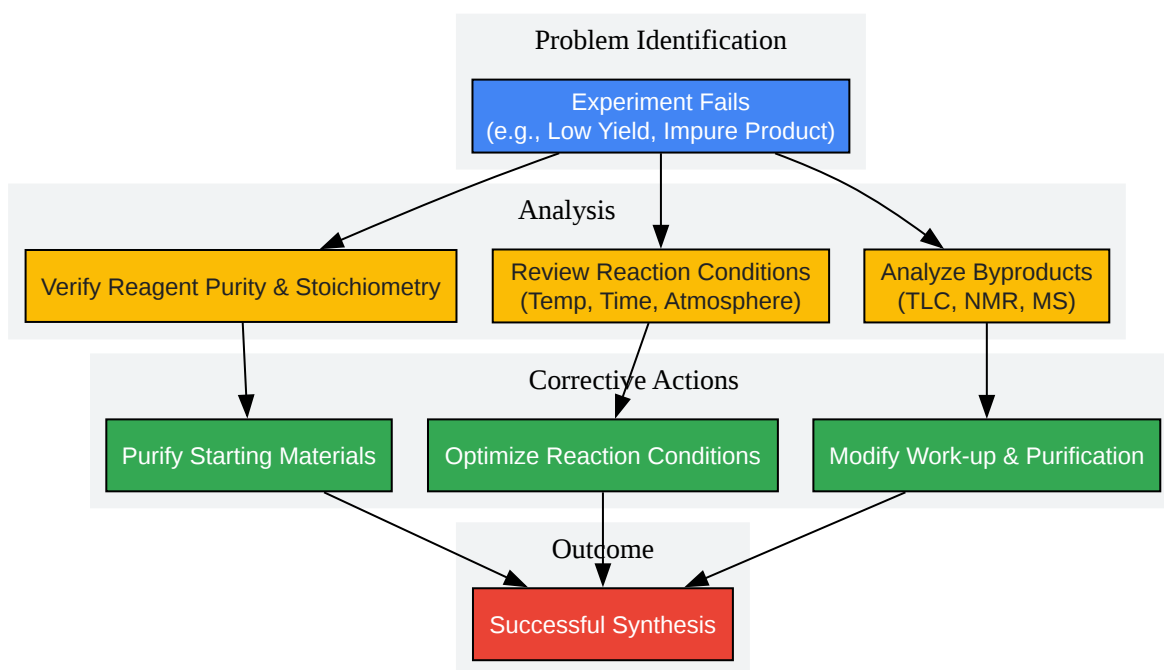 Problem Identification
Experiment Fails
(e.g., Low Yield, Impure Product)
Analysis
Verify Reagent Purity & Stoichiometry
Review Reaction Conditions
(Temp, Time, Atmosphere)
Analyze Byproducts
(TLC, NMR, MS)
Corrective Actions
Purify Starting Materials
Optimize Reaction Conditions
Modify Work-up & Purification
Outcome
Successful Synthesis